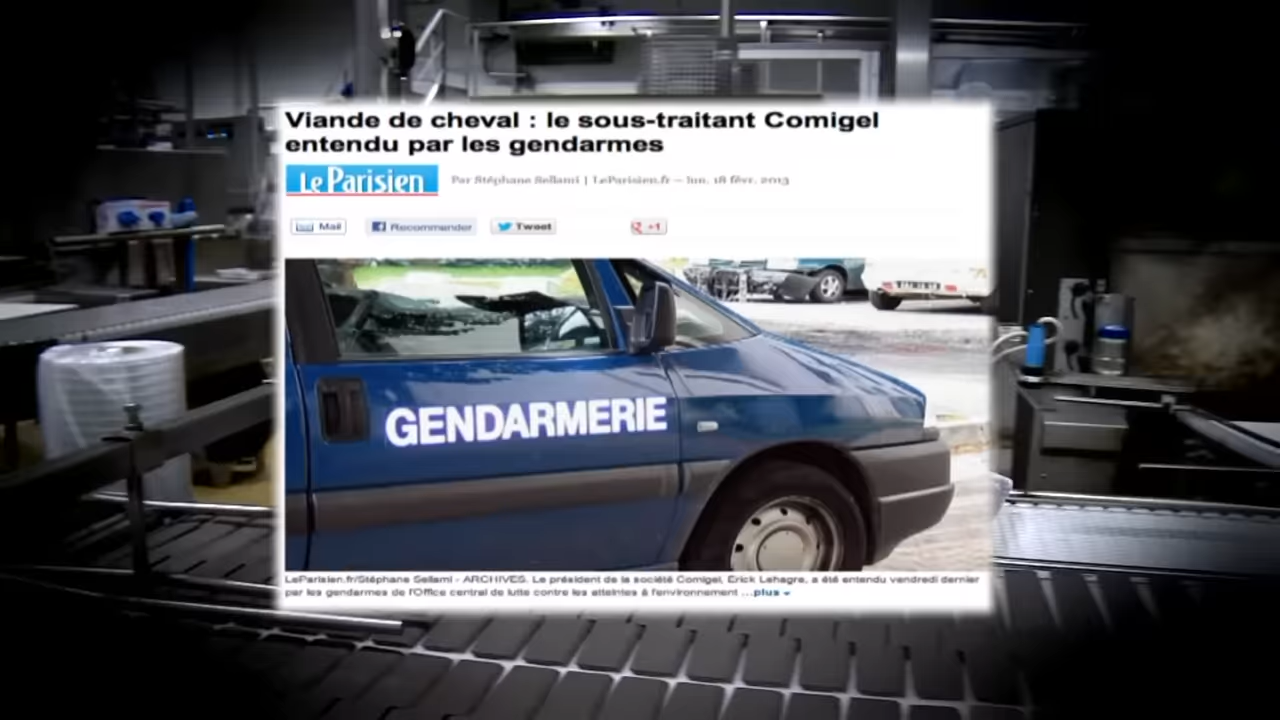 Viande de cheval : le sous-traitant Comigel
entendu par les gendarmes
Le Parisien
Par Stéphane Sellami | LeParisien.fr – lun. 18 févr. 2013
Mail Recommander Tweet +1
GENDARMERIE
LeParisien.fr/Stéphane Sellami - ARCHIVES. Le président de la société Comigel, Erick Lehagre, a été entendu vendredi dernier
par les gendarmes de l'Office central de lutte contre les atteintes à l'environnement ...plus